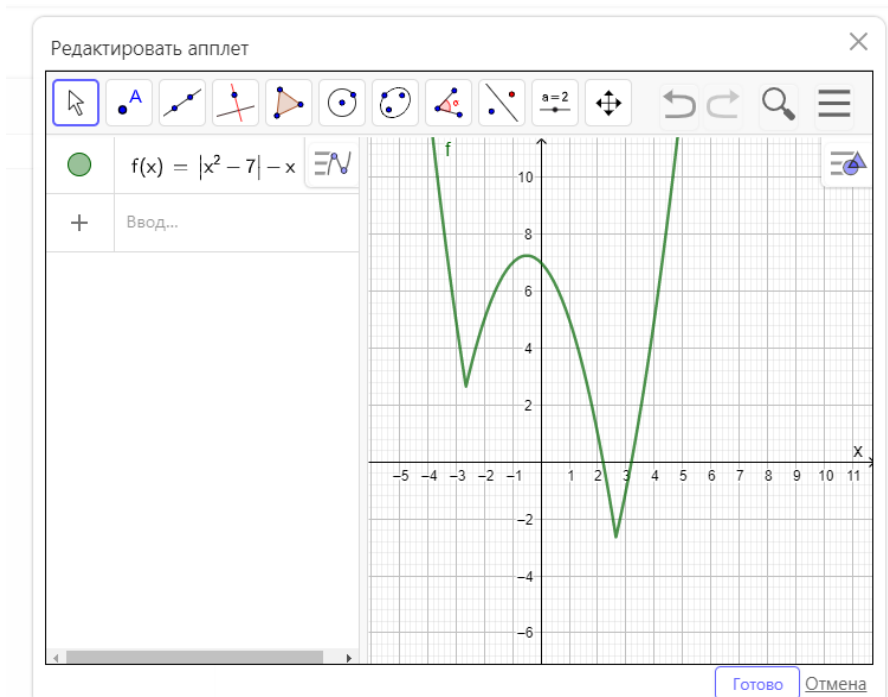 Редактировать апплет
A
α
a=2
f(x) = |x² − 7| − x
Ввод...
f
10
8
6
4
2
x
−5 −4 −3 −2 −1 1 2 3 4 5 6 7 8 9 10 11
−2
−4
−6
Готово Отмена